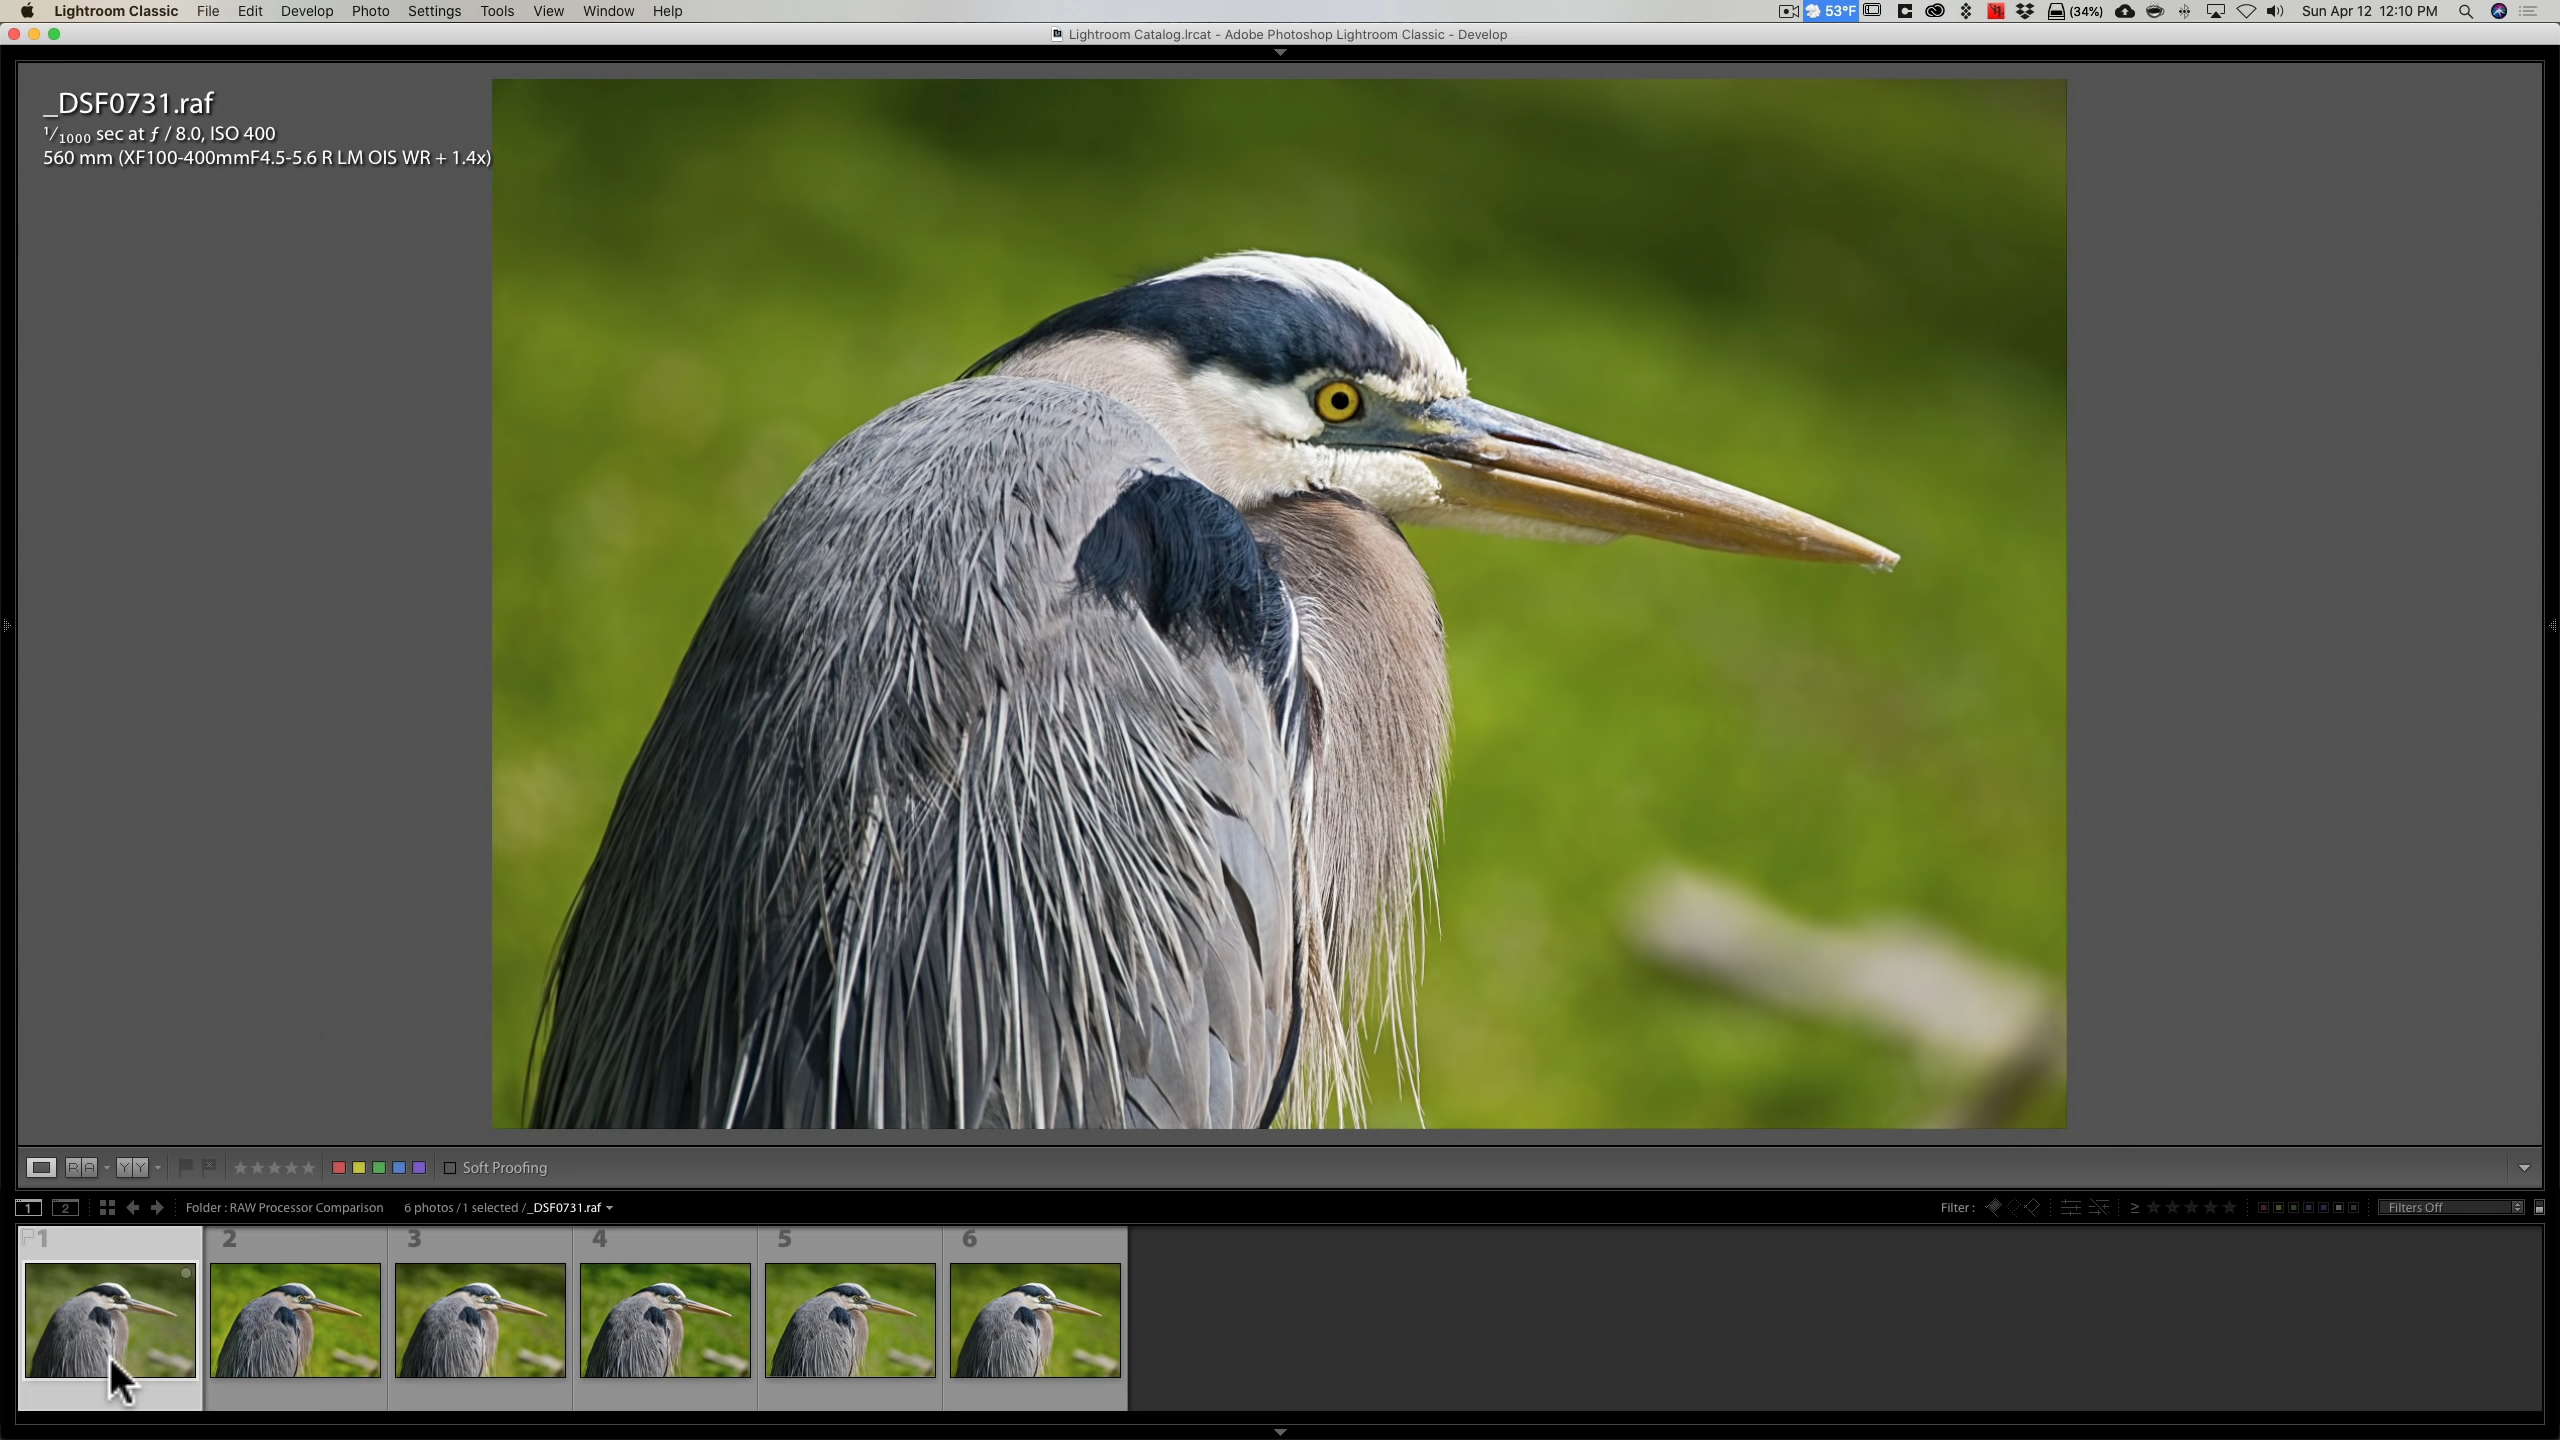 Lightroom Classic File Edit Develop Photo Settings Tools View Window Help 53°F (34%) Sun Apr 12 12:10 PM
Lightroom Catalog.lrcat - Adobe Photoshop Lightroom Classic - Develop
_DSF0731.raf
1/1000 sec at ƒ / 8.0, ISO 400
560 mm (XF100-400mmF4.5-5.6 R LM OIS WR + 1.4x)
R A Y Y Soft Proofing
1 2 Folder : RAW Processor Comparison 6 photos / 1 selected / _DSF0731.raf Filter : ≥ Filters Off
1 2 3 4 5 6